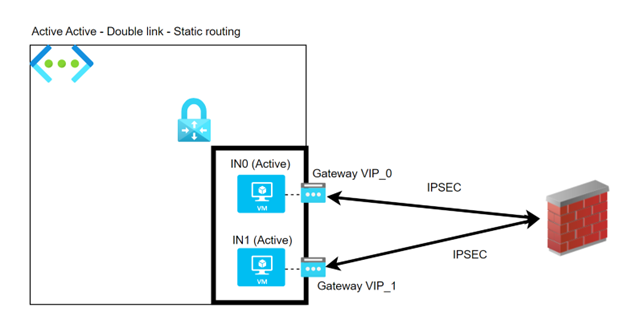 Active Active - Double link - Static routing
IN0 (Active)
Gateway VIP_0
VM
IPSEC
IN1 (Active)
IPSEC
VM
Gateway VIP_1